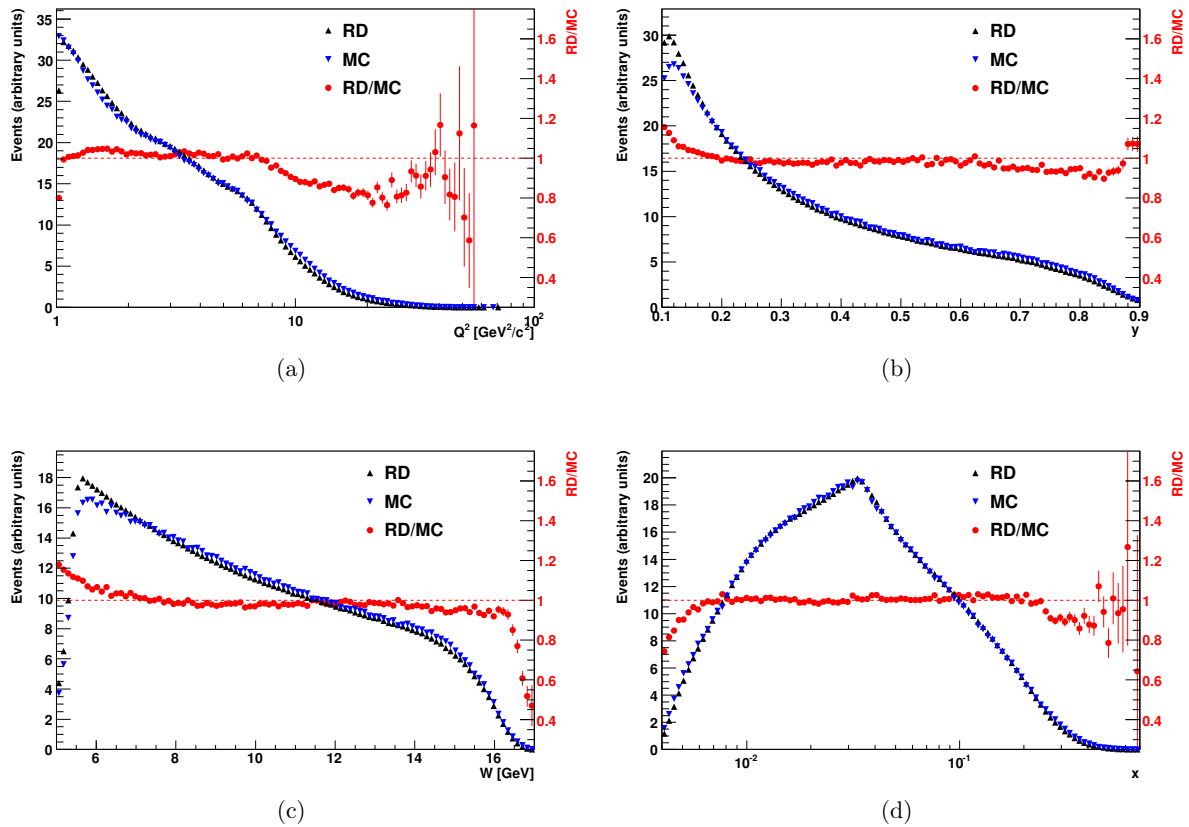 Events (arbitrary units)
35
30
25
20
15
10
5
0
RD
MC
RD/MC
RD/MC
1.6
1.4
1.2
1
0.8
0.6
0.4
1 10 10²
Q² [GeV²/c²]
(a)
Events (arbitrary units)
30
25
20
15
10
5
0
RD
MC
RD/MC
RD/MC
1.6
1.4
1.2
1
0.8
0.6
0.4
0.1 0.2 0.3 0.4 0.5 0.6 0.7 0.8 0.9
y
(b)
Events (arbitrary units)
18
16
14
12
10
8
6
4
2
0
RD
MC
RD/MC
RD/MC
1.6
1.4
1.2
1
0.8
0.6
0.4
6 8 10 12 14 16
W [GeV]
(c)
Events (arbitrary units)
20
18
16
14
12
10
8
6
4
2
0
RD
MC
RD/MC
RD/MC
1.6
1.4
1.2
1
0.8
0.6
0.4
10⁻² 10⁻¹
x
(d)